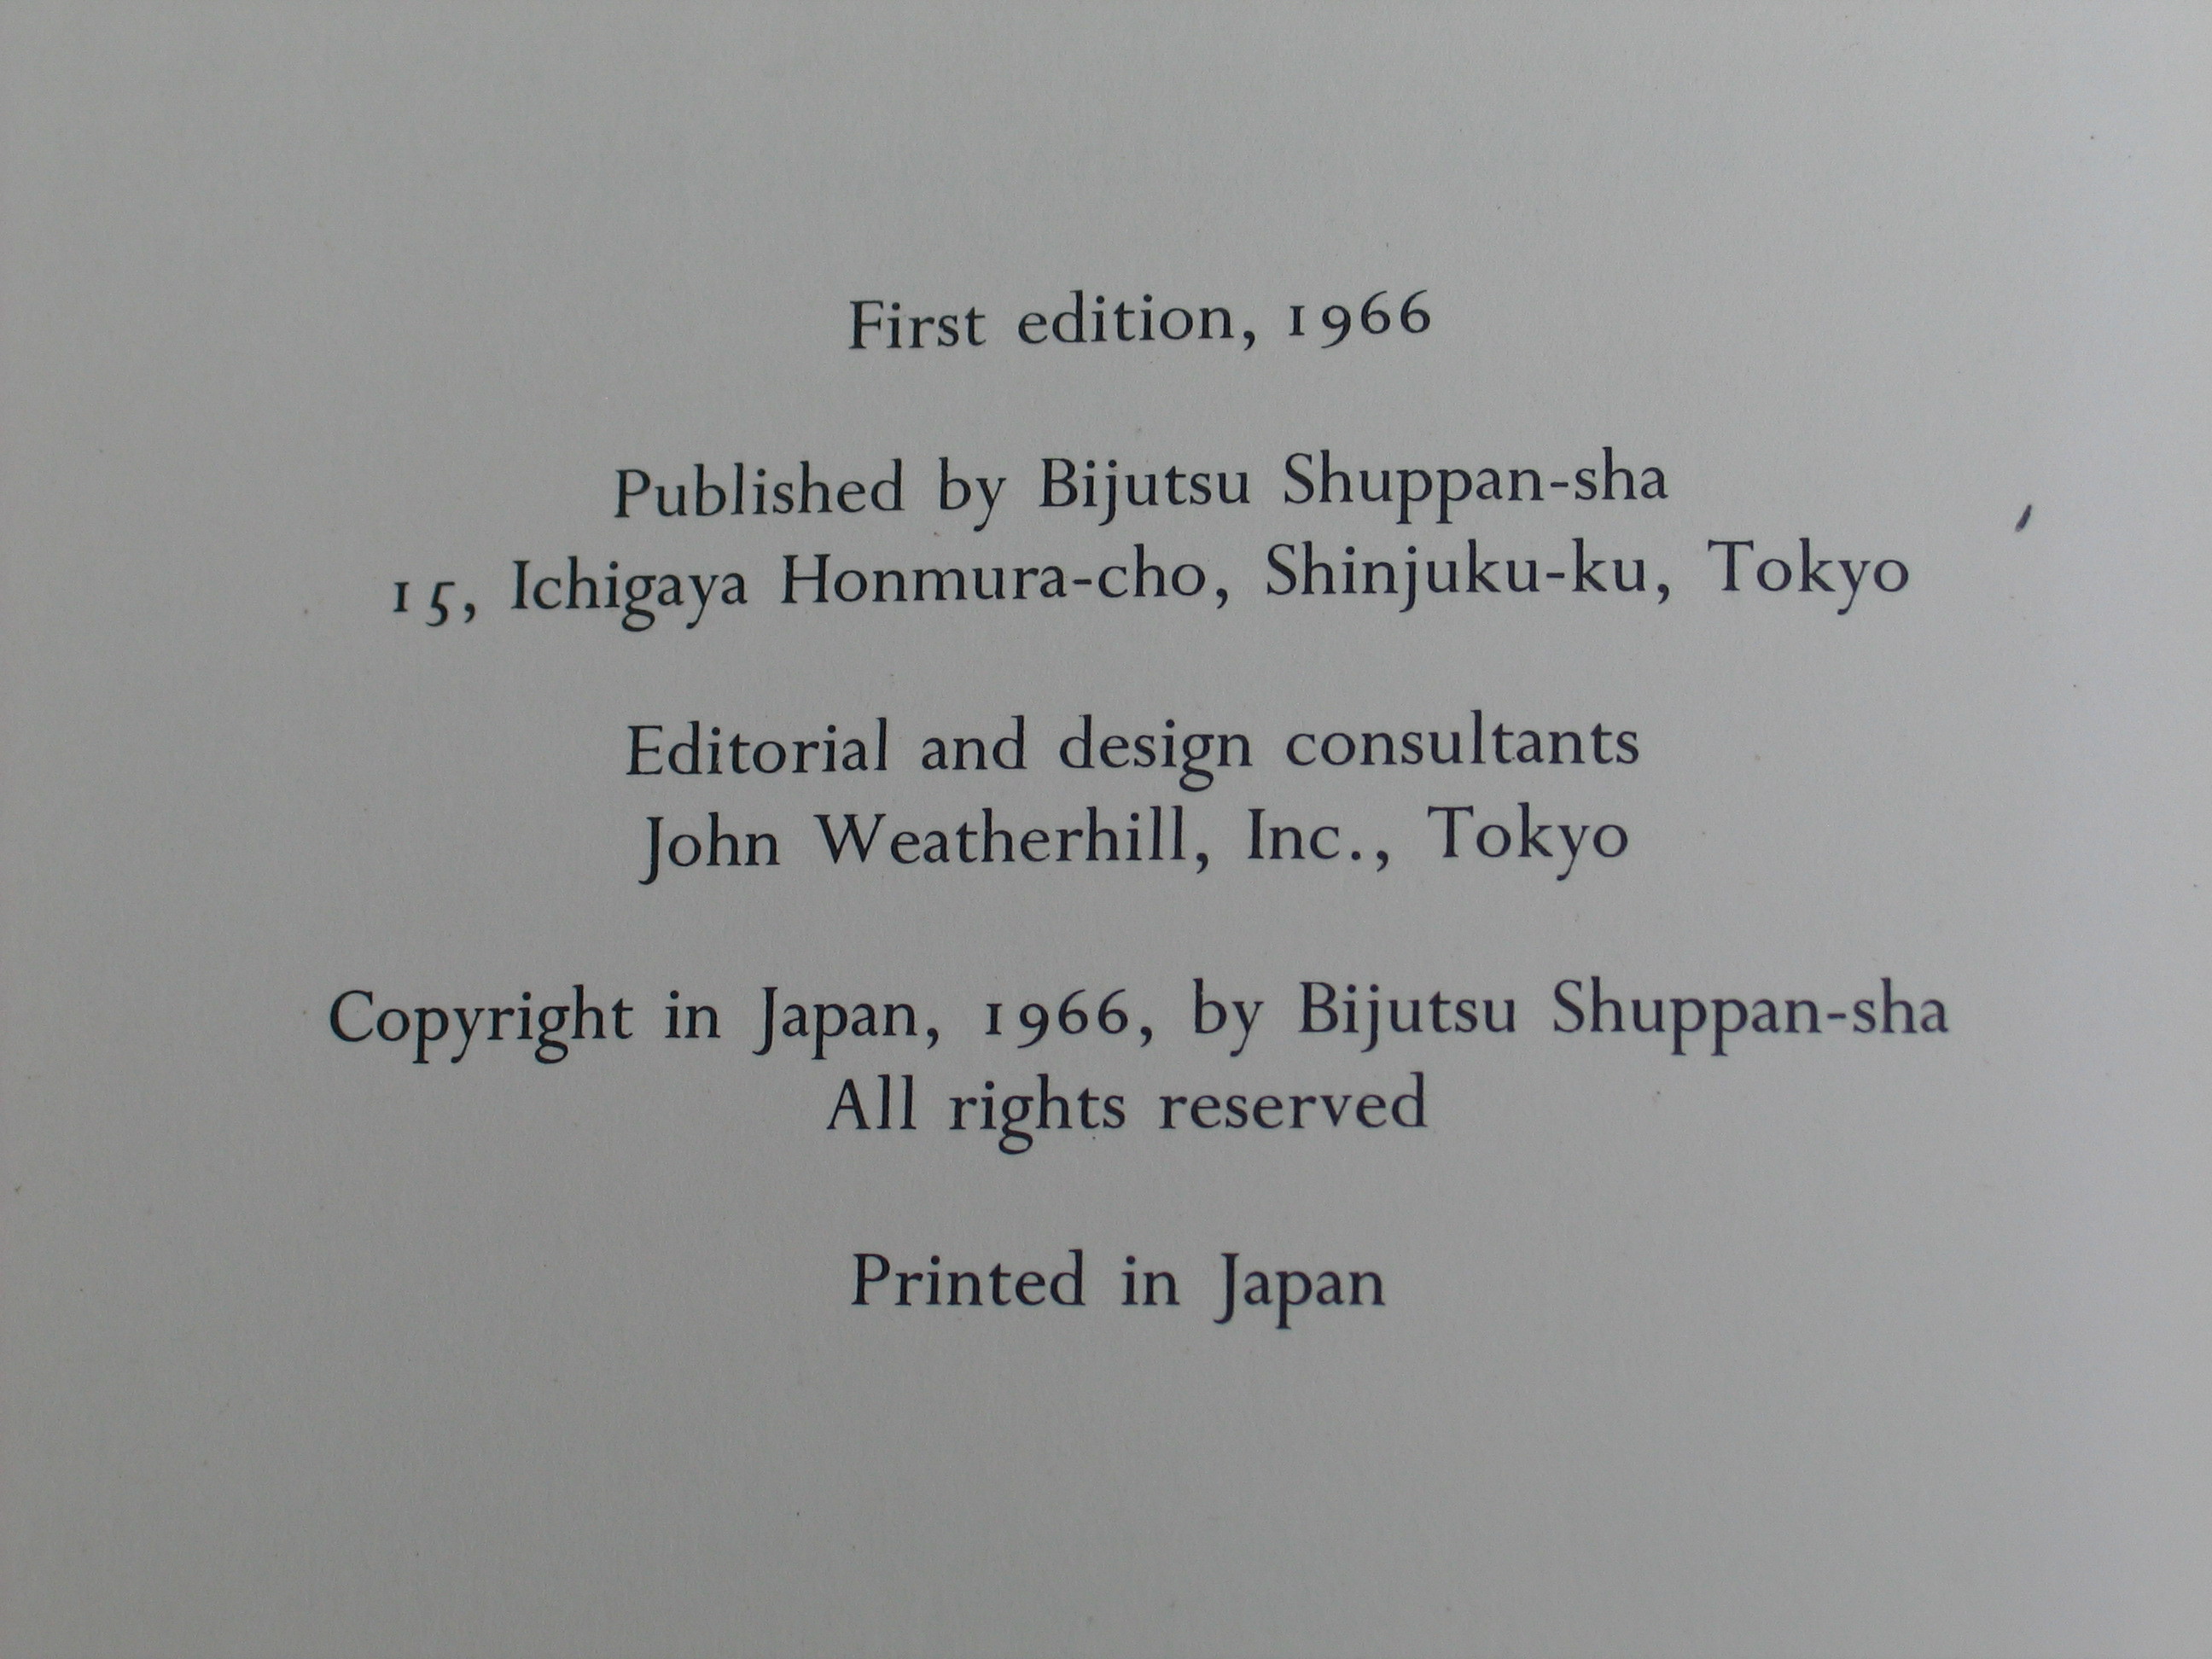 First edition, 1966
Published by Bijutsu Shuppan-sha
15, Ichigaya Honmura-cho, Shinjuku-ku, Tokyo
Editorial and design consultants
John Weatherhill, Inc., Tokyo
Copyright in Japan, 1966, by Bijutsu Shuppan-sha
All rights reserved
Printed in Japan